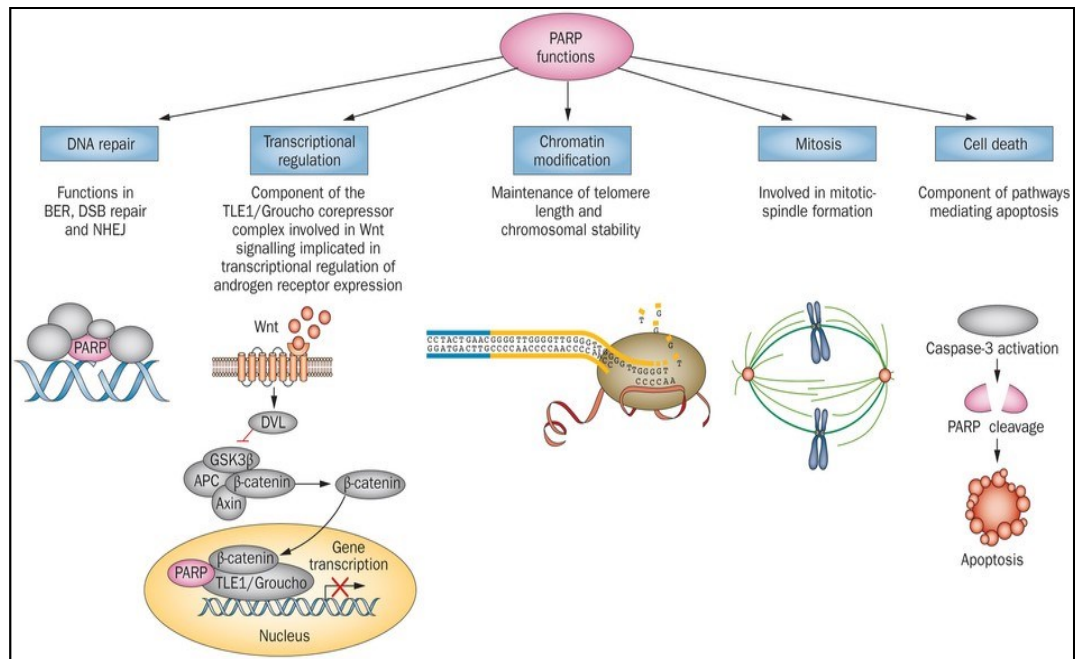 PARP
functions
DNA repair
Functions in
BER, DSB repair
and NHEJ
PARP
Transcriptional
regulation
Component of the
TLE1/Groucho corepressor
complex involved in Wnt
signalling implicated in
transcriptional regulation of
androgen receptor expression
Wnt
DVL
GSK3β
APC
β-catenin
Axin
β-catenin
β-catenin
PARP
TLE1/Groucho
Gene
transcription
Nucleus
Chromatin
modification
Maintenance of telomere
length and
chromosomal stability
Mitosis
Involved in mitotic-
spindle formation
Cell death
Component of pathways
mediating apoptosis
Caspase-3 activation
PARP cleavage
Apoptosis